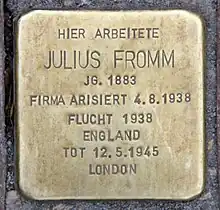 HIER ARBEITETE
JULIUS FROMM
JG. 1883
FIRMA ARISIERT 4.8.1938
FLUCHT 1938
ENGLAND
TOT 12.5.1945
LONDON